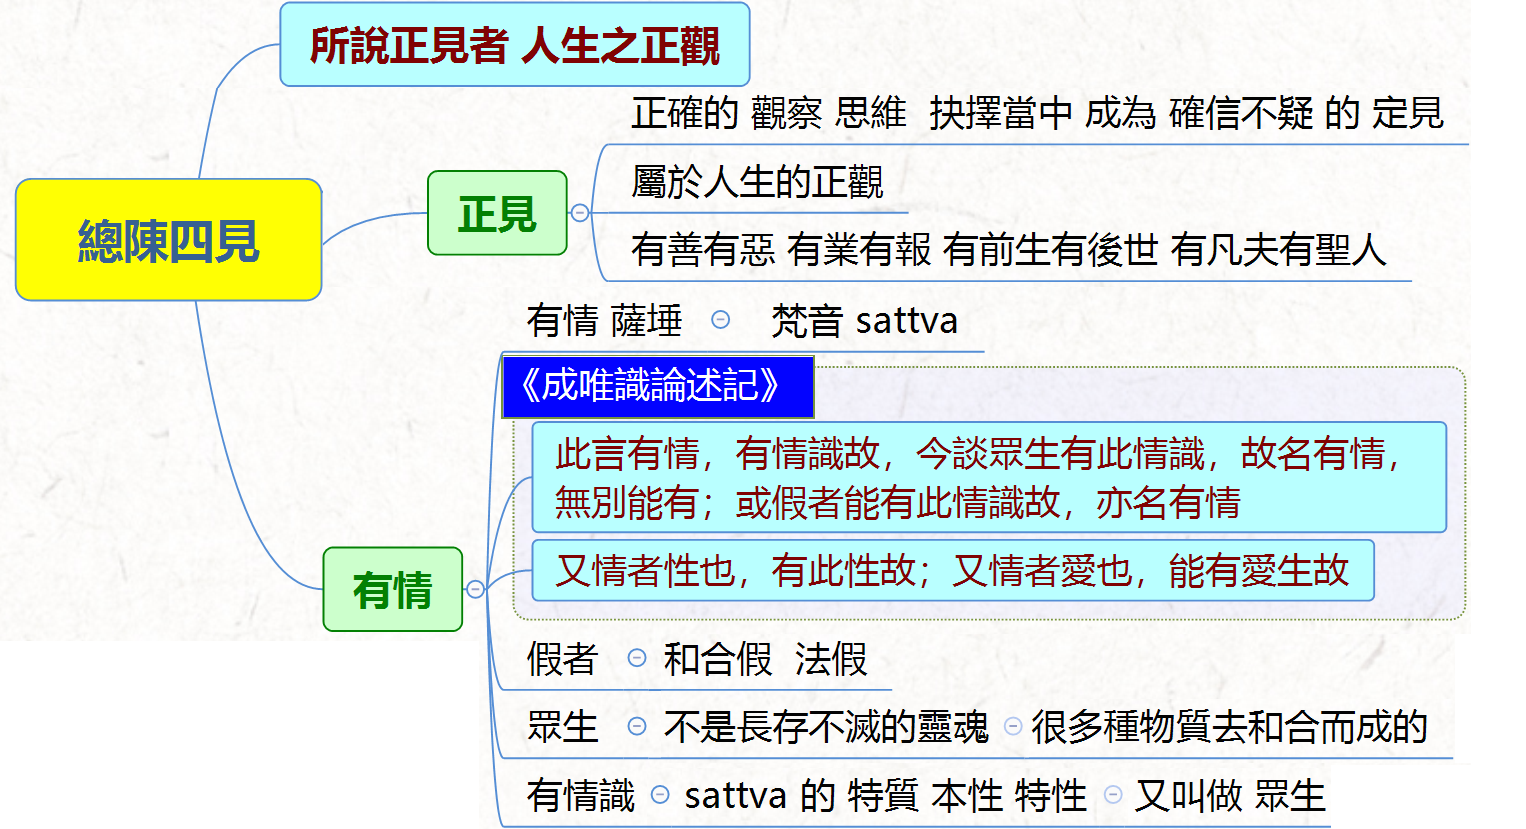 所說正見者 人生之正觀
正確的 觀察 思維 抉擇當中 成為 確信不疑 的 定見
屬於人生的正觀
正見
總陳四見
有善有惡 有業有報 有前生有後世 有凡夫有聖人
有情 薩埵 梵音 sattva
《成唯識論述記》
此言有情，有情識故，今談眾生有此情識，故名有情，
無別能有；或假者能有此情識故，亦名有情
又情者性也，有此性故；又情者愛也，能有愛生故
有情
假者 和合假 法假
眾生 不是長存不滅的靈魂 很多種物質去和合而成的
有情識 sattva 的 特質 本性 特性 又叫做 眾生